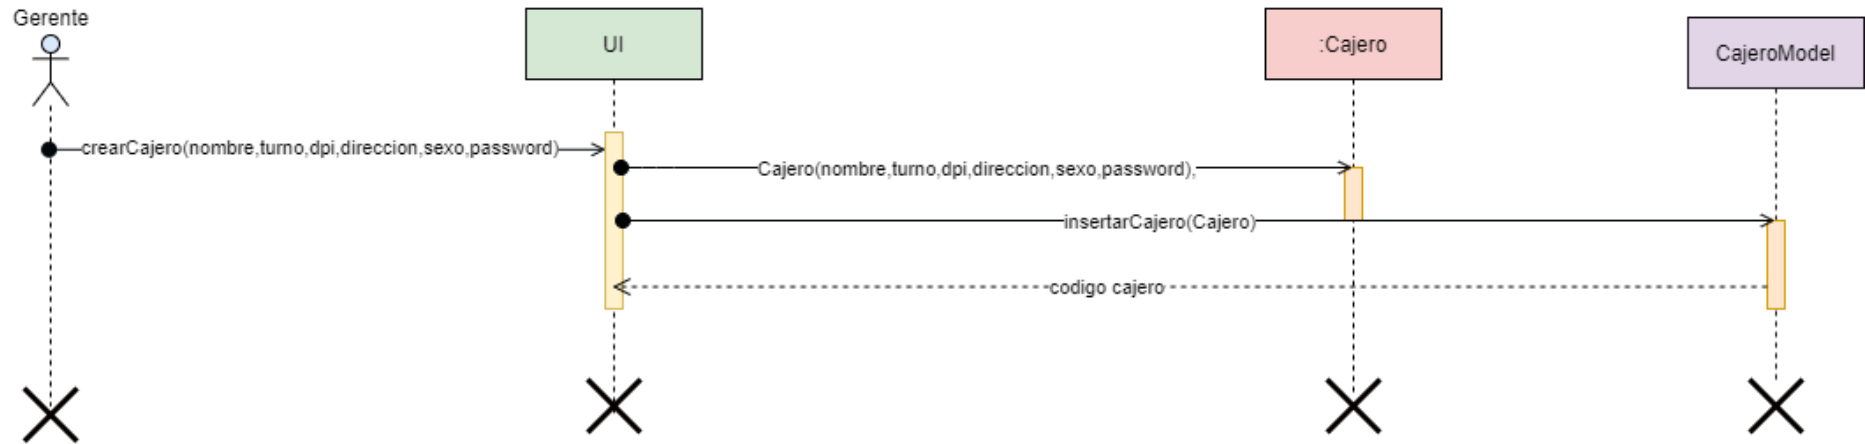 Gerente
UI
:Cajero
CajeroModel
crearCajero(nombre,turno,dpi,direccion,sexo,password)
Cajero(nombre,turno,dpi,direccion,sexo,password),
insertarCajero(Cajero)
codigo cajero